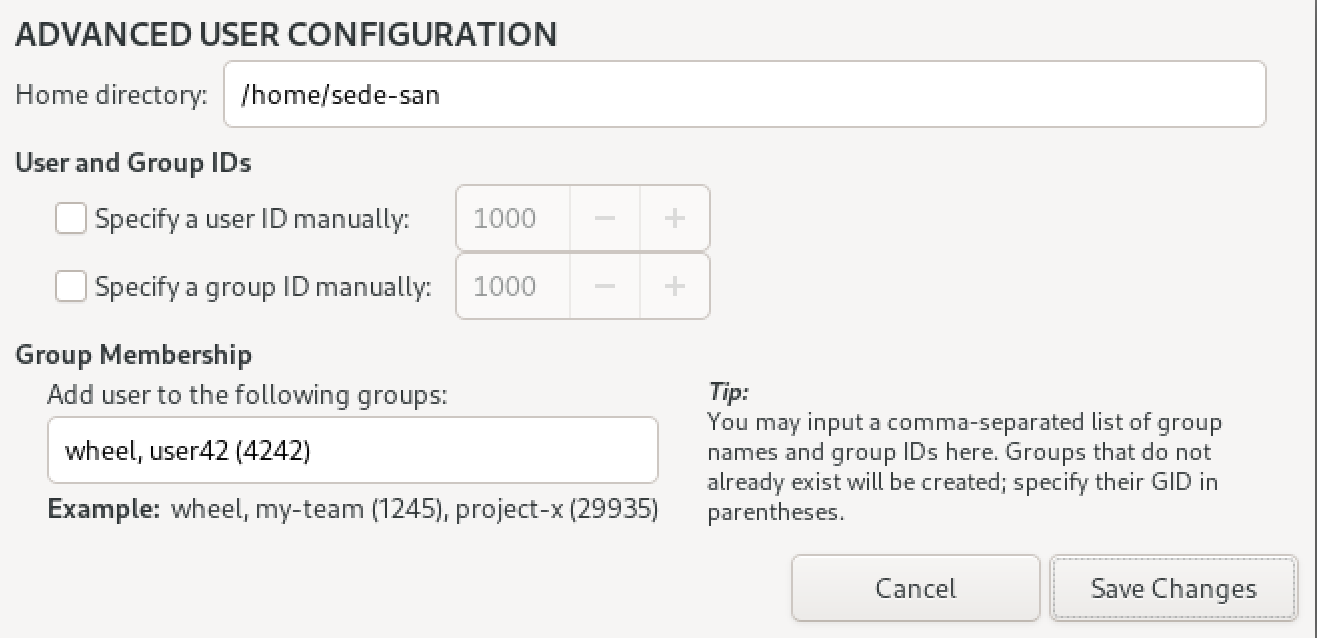 ADVANCED USER CONFIGURATION
Home directory: /home/sede-san
User and Group IDs
Specify a user ID manually: 1000 − +
Specify a group ID manually: 1000 − +
Group Membership
Add user to the following groups:
wheel, user42 (4242)
Example: wheel, my-team (1245), project-x (29935)
Tip:
You may input a comma-separated list of group
names and group IDs here. Groups that do not
already exist will be created; specify their GID in
parentheses.
Cancel Save Changes